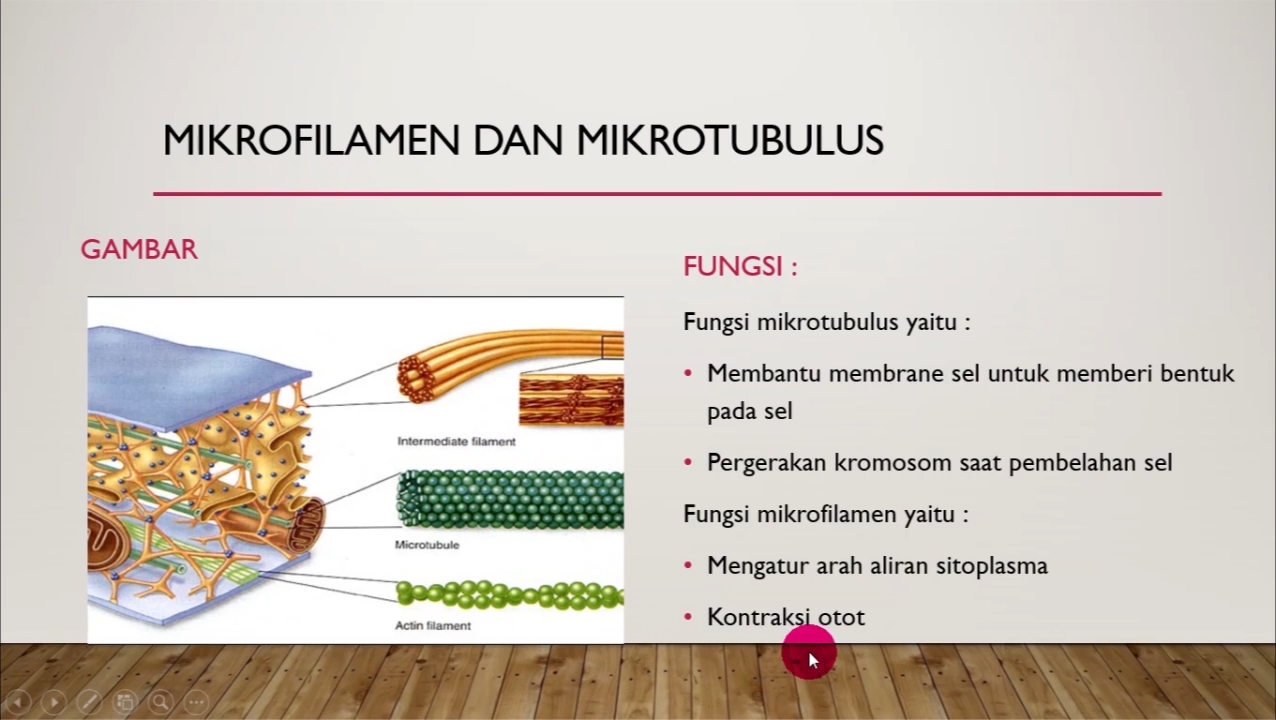 MIKROFILAMEN DAN MIKROTUBULUS
GAMBAR
Intermediate filament
Microtubule
Actin filament
FUNGSI :
Fungsi mikrotubulus yaitu :
• Membantu membrane sel untuk memberi bentuk
pada sel
• Pergerakan kromosom saat pembelahan sel
Fungsi mikrofilamen yaitu :
• Mengatur arah aliran sitoplasma
• Kontraksi otot